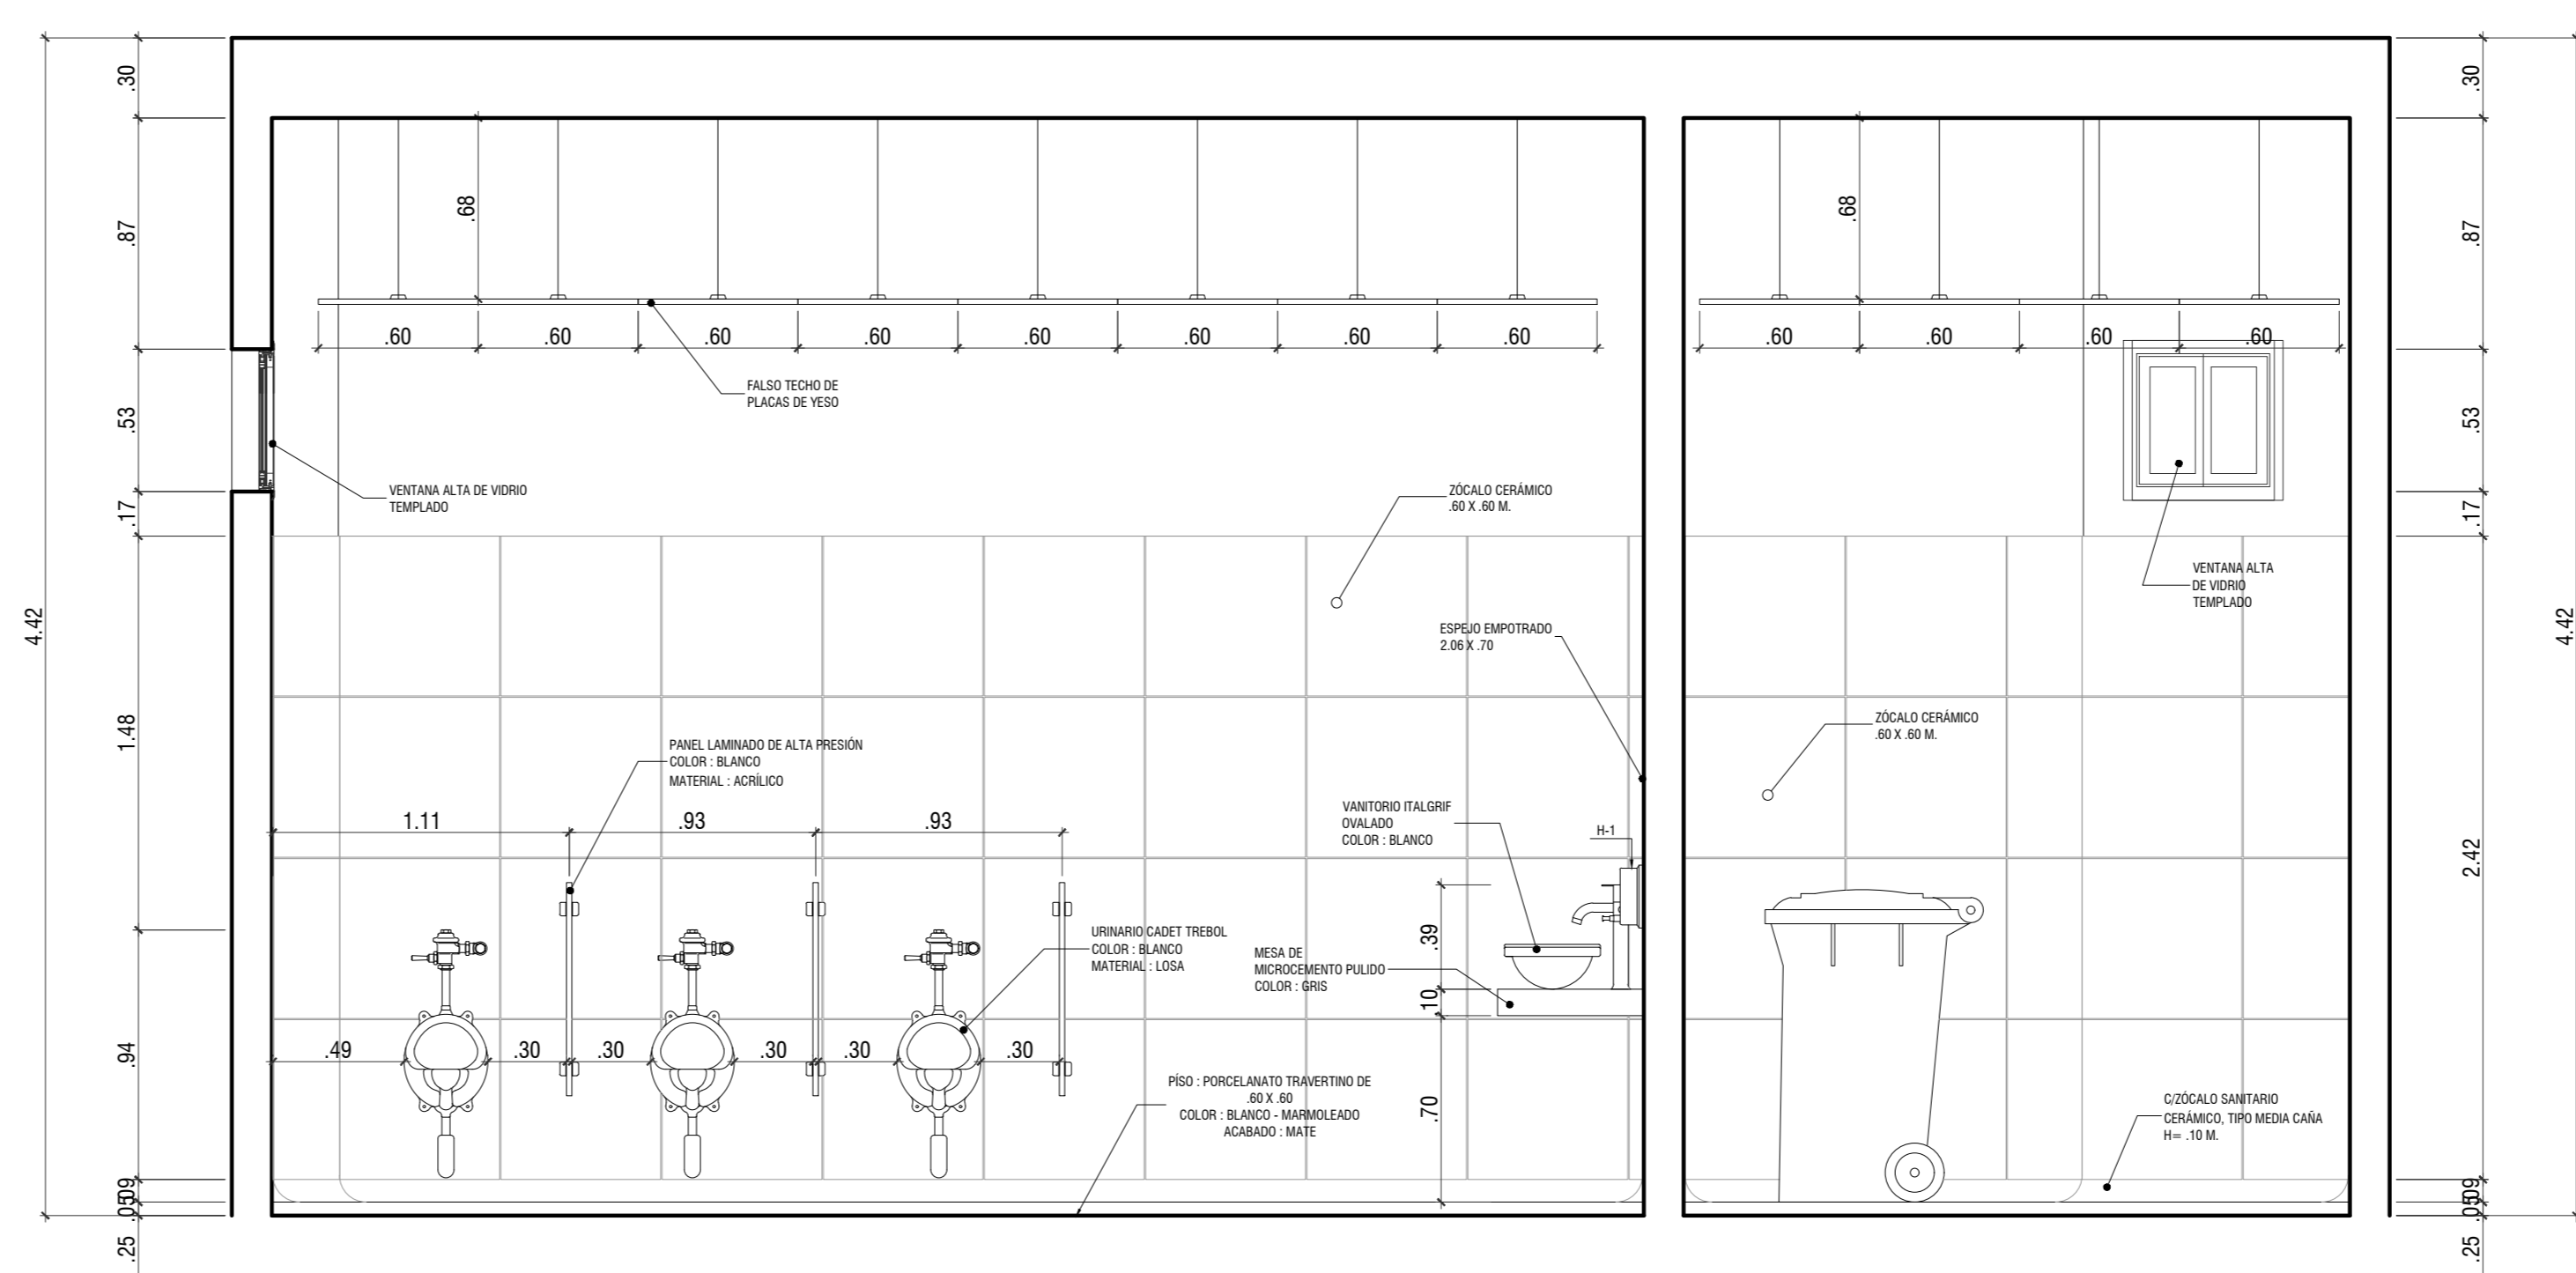 .30
.30
.68
.68
.87
.87
.60
.60
.60
.60
.60
.60
.60
.60
.60
.60
.60
.60
FALSO TECHO DE
PLACAS DE YESO
.53
.53
VENTANA ALTA DE VIDRIO
TEMPLADO
ZÓCALO CERÁMICO
.60 X .60 M.
.17
.17
VENTANA ALTA
DE VIDRIO
TEMPLADO
4.42
4.42
ESPEJO EMPOTRADO
2.06 X .70
1.48
ZÓCALO CERÁMICO
.60 X .60 M.
PANEL LAMINADO DE ALTA PRESIÓN
COLOR : BLANCO
MATERIAL : ACRÍLICO
1.11
.93
.93
VANITORIO ITALGRIF
OVALADO
COLOR : BLANCO
H-1
2.42
URINARIO CADET TREBOL
COLOR : BLANCO
MATERIAL : LOSA
.39
MESA DE
MICROCEMENTO PULIDO
COLOR : GRIS
.10
.94
.49
.30
.30
.30
.30
.30
PÍSO : PORCELANATO TRAVERTINO DE
.60 X .60
COLOR : BLANCO - MARMOLEADO
ACABADO : MATE
.70
C/ZÓCALO SANITARIO
CERÁMICO, TIPO MEDIA CAÑA
H= .10 M.
.09
.09
.05
.05
.25
.25